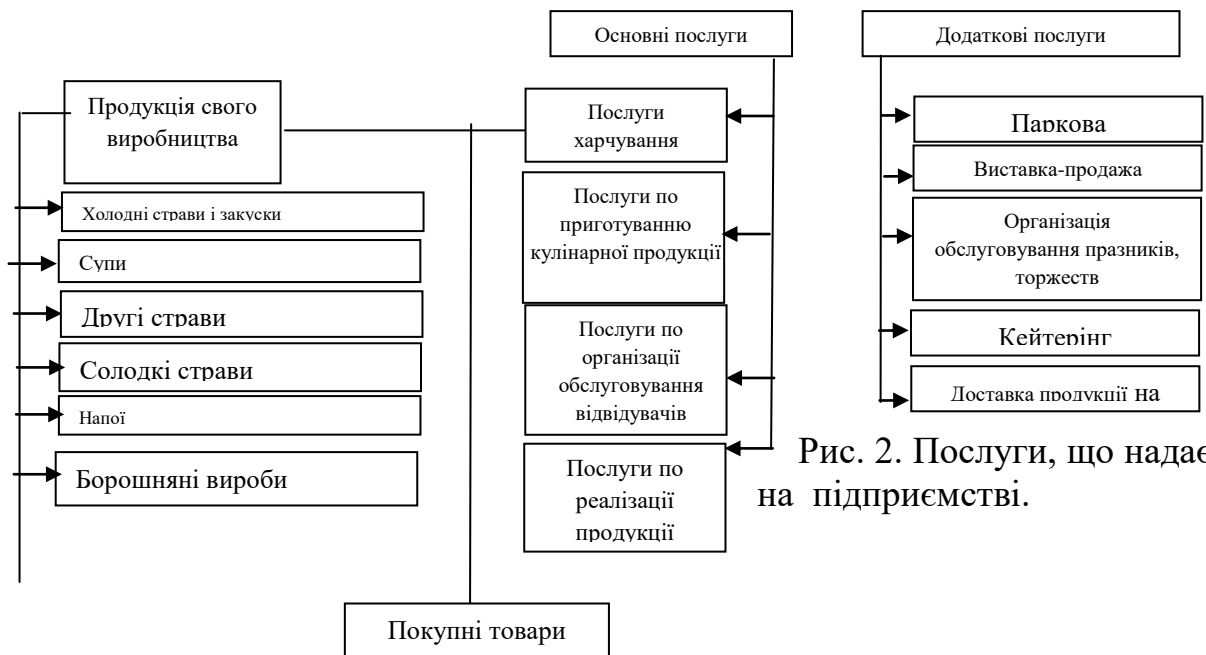 Основні послуги
Додаткові послуги
Продукція свого
виробництва
Послуги
харчування
Паркова
Виставка-продажа
Холодні страви і закуски
Послуги по
приготуванню
кулінарної продукції
Організація
обслуговування празників,
торжеств
Супи
Другі страви
Послуги по
організації
обслуговування
відвідувачів
Кейтерінг
Солодкі страви
Доставка продукції на
Напої
Борошняні вироби
Послуги по
реалізації
продукції
Рис. 2. Послуги, що надає
на підприємстві.
Покупні товари